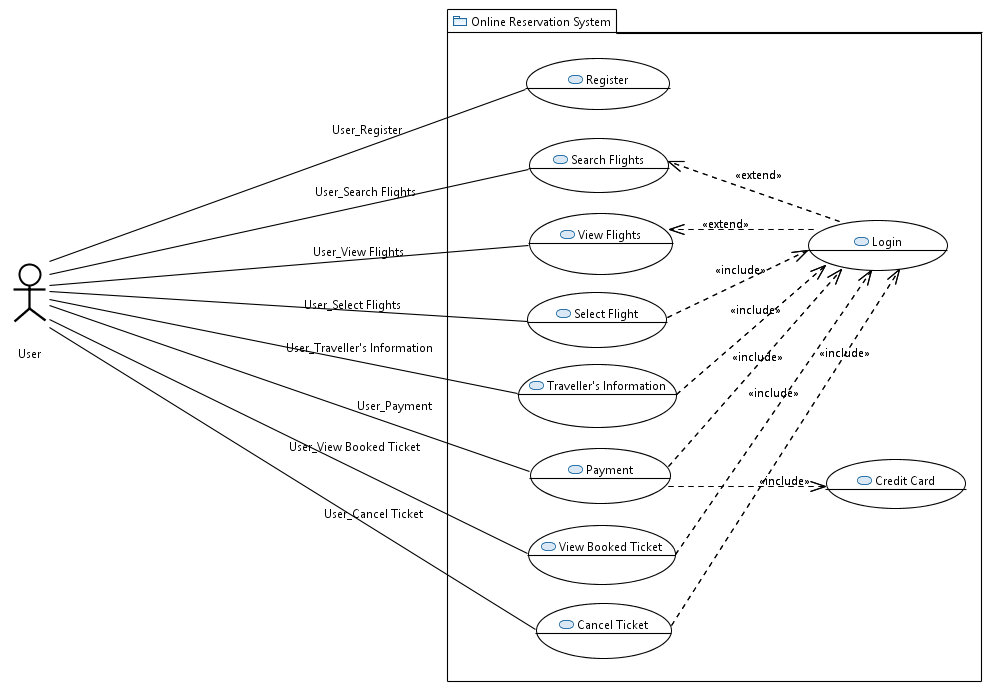 Online Reservation System
Register
User_Register
Search Flights
«extend»
User_Search Flights
«extend»
View Flights
Login
User_View Flights
«include»
User_Select Flights
Select Flight
«include»
User_Traveller's Information
User
«include»
«include»
Traveller's Information
«include»
User_Payment
User_View Booked Ticket
Payment
«include»
Credit Card
User_Cancel Ticket
View Booked Ticket
Cancel Ticket